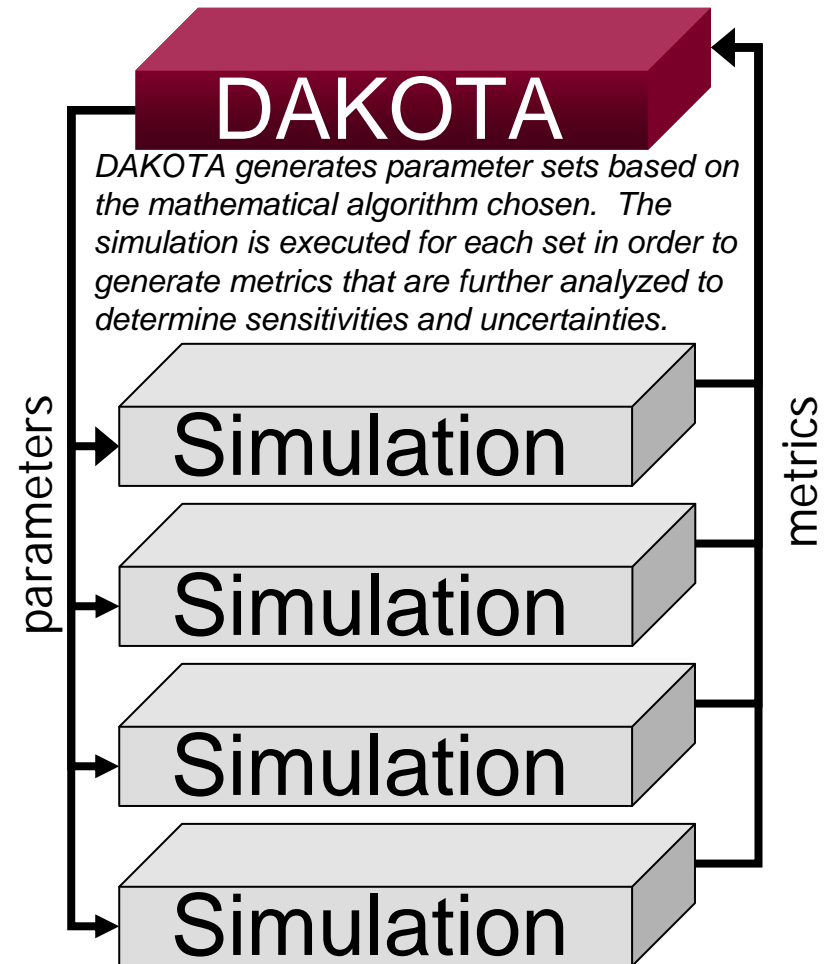 DAKOTA
DAKOTA generates parameter sets based on
the mathematical algorithm chosen.  The
simulation is executed for each set in order to
generate metrics that are further analyzed to
determine sensitivities and uncertainties.
parameters
Simulation
Simulation
Simulation
Simulation
metrics